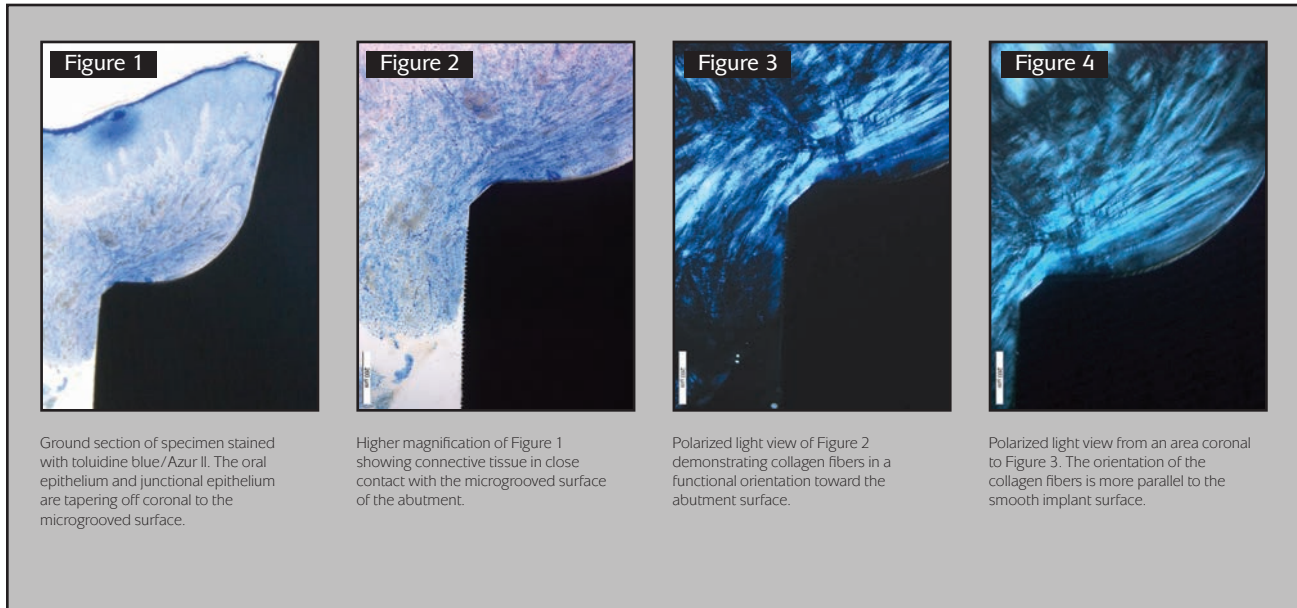 Figure 1
Figure 2
Figure 3
Figure 4
Ground section of specimen stained
with toluidine blue/Azur II. The oral
epithelium and junctional epithelium
are tapering off coronal to the
microgrooved surface.
Higher magnification of Figure 1
showing connective tissue in close
contact with the microgrooved surface
of the abutment.
Polarized light view of Figure 2
demonstrating collagen fibers in a
functional orientation toward the
abutment surface.
Polarized light view from an area coronal
to Figure 3. The orientation of the
collagen fibers is more parallel to the
smooth implant surface.